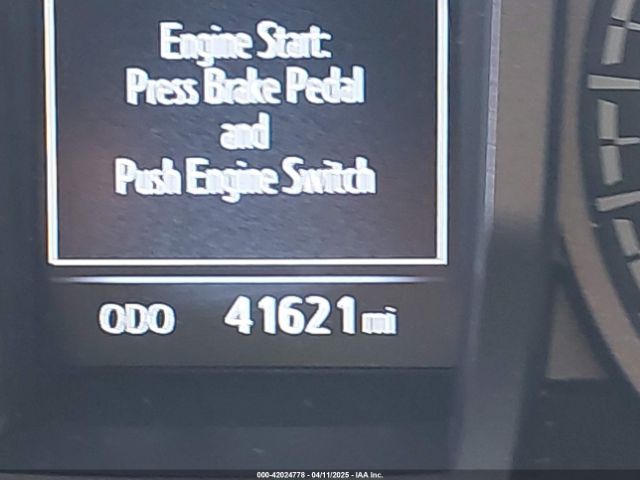 Engine Start:
Press Brake Pedal
and
Push Engine Switch
ODO 41621 mi
000-42024778 - 04/11/2025 - IAA Inc.